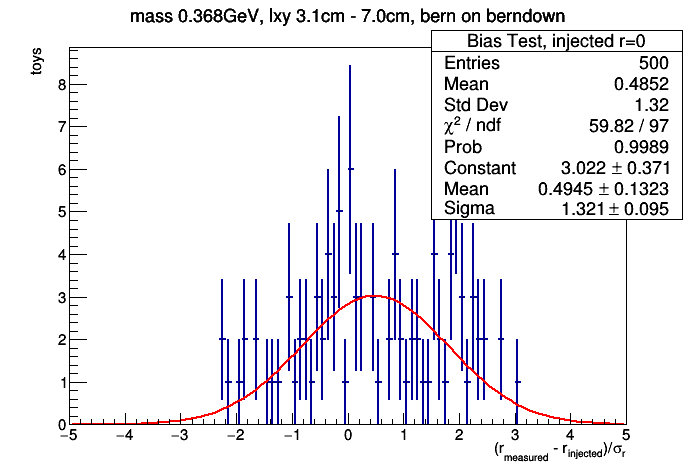 mass 0.368GeV, lxy 3.1cm - 7.0cm, bern on berndown
toys
Bias Test, injected r=0
Entries 500
Mean 0.4852
Std Dev 1.32
χ² / ndf 59.82 / 97
Prob 0.9989
Constant 3.022 ± 0.371
Mean 0.4945 ± 0.1323
Sigma 1.321 ± 0.095
8
7
6
5
4
3
2
1
0
−5 −4 −3 −2 −1 0 1 2 3 4 5
(r_measured - r_injected)/σ_r